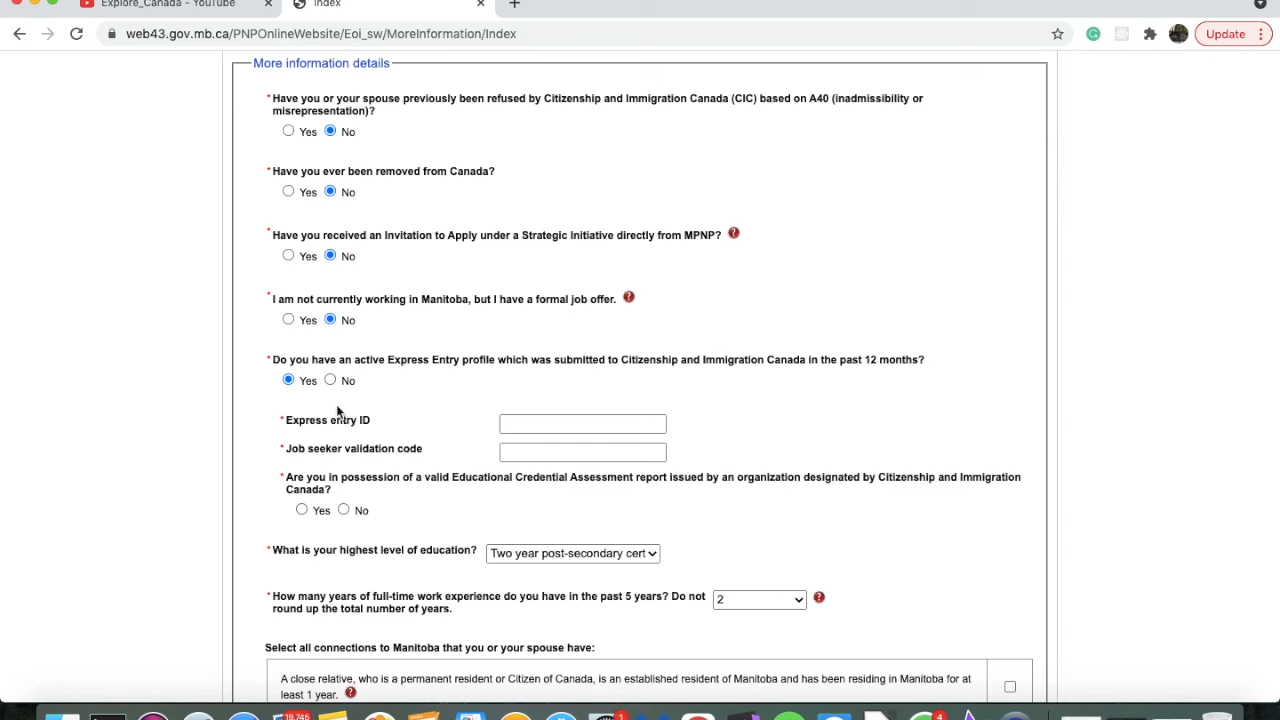 Explore_Canada - YouTube
Index
web43.gov.mb.ca/PNPOnlineWebsite/Eoi_sw/MoreInformation/Index
Update
More information details
*Have you or your spouse previously been refused by Citizenship and Immigration Canada (CIC) based on A40 (inadmissibility or
misrepresentation)?
Yes No
*Have you ever been removed from Canada?
Yes No
*Have you received an Invitation to Apply under a Strategic Initiative directly from MPNP? ?
Yes No
*I am not currently working in Manitoba, but I have a formal job offer. ?
Yes No
*Do you have an active Express Entry profile which was submitted to Citizenship and Immigration Canada in the past 12 months?
Yes No
*Express entry ID
*Job seeker validation code
*Are you in possession of a valid Educational Credential Assessment report issued by an organization designated by Citizenship and Immigration
Canada?
Yes No
*What is your highest level of education? Two year post-secondary cert
*How many years of full-time work experience do you have in the past 5 years? Do not 2 ?
round up the total number of years.
Select all connections to Manitoba that you or your spouse have:
A close relative, who is a permanent resident or Citizen of Canada, is an established resident of Manitoba and has been residing in Manitoba for at
least 1 year. ?
19,745
1
4